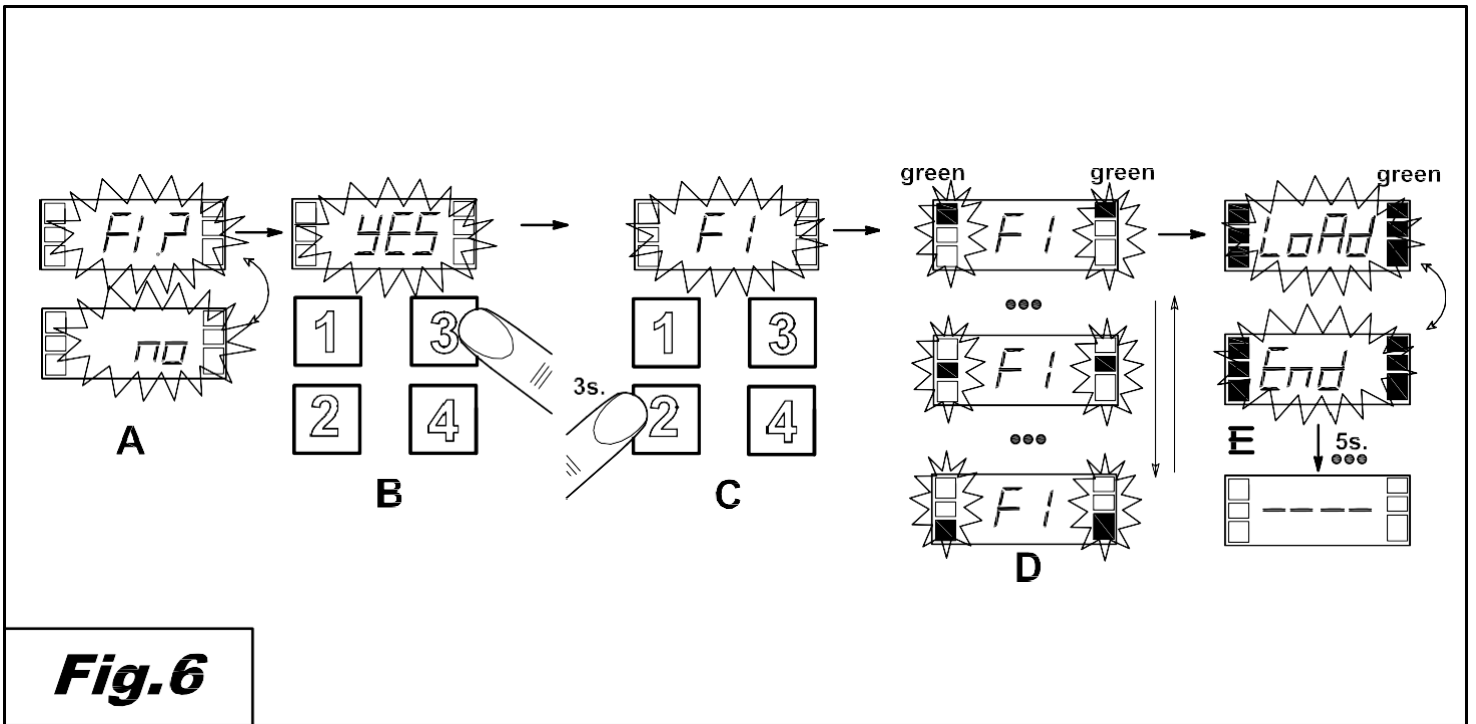 green
green
green
F1.?
YES
F1
F1
LoAd
no
1
3
1
3
F1
End
3s.
2
4
2
4
A
B
C
F1
D
E
5s.
----
Fig.6